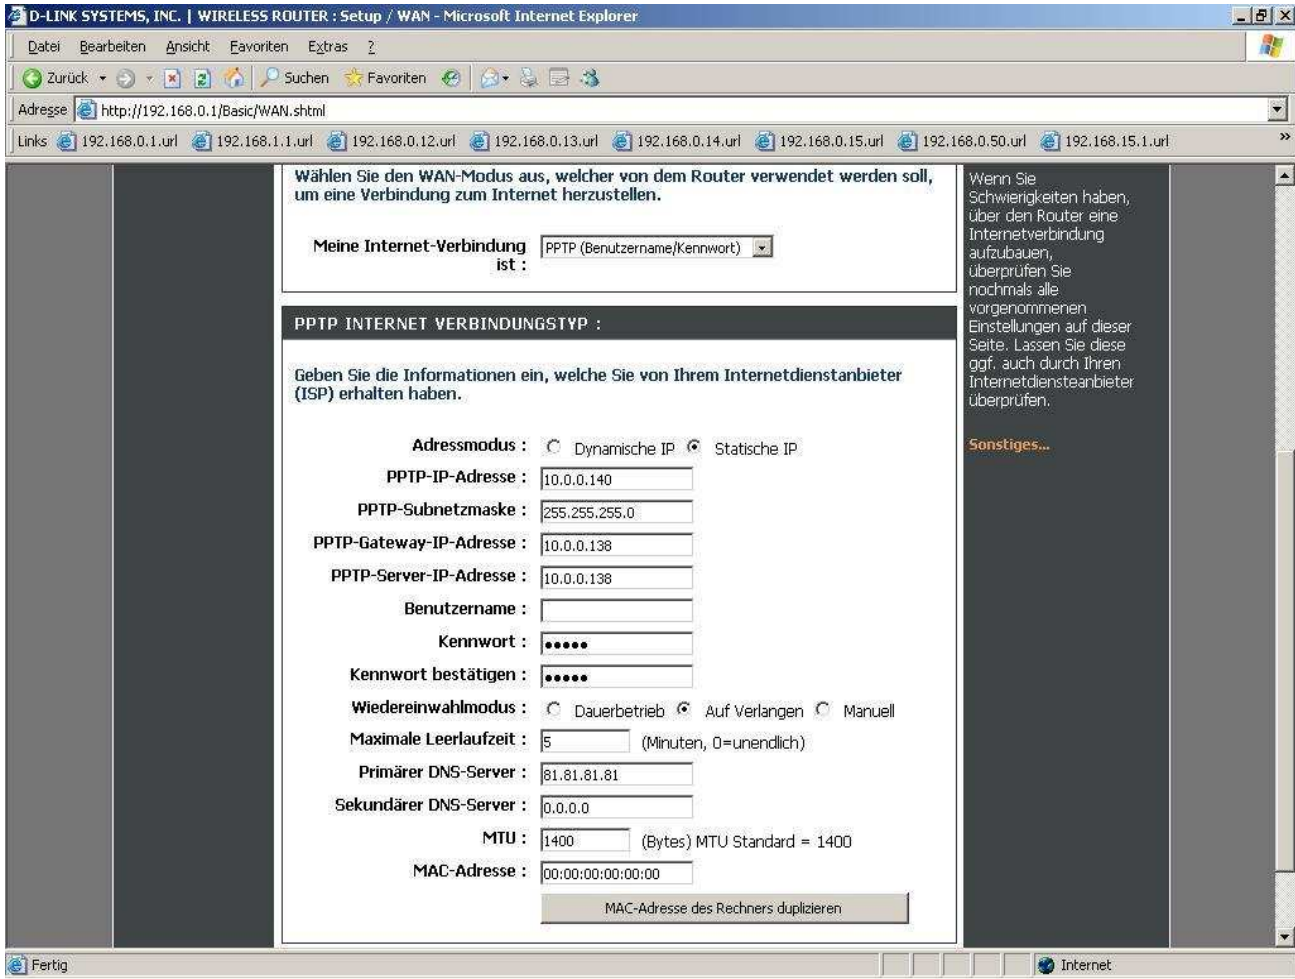 D-LINK SYSTEMS, INC. | WIRELESS ROUTER : Setup / WAN - Microsoft Internet Explorer
Datei Bearbeiten Ansicht Favoriten Extras ?
Zurück Suchen Favoriten
Adresse http://192.168.0.1/Basic/WAN.shtml
Links 192.168.0.1.url 192.168.1.1.url 192.168.0.12.url 192.168.0.13.url 192.168.0.14.url 192.168.0.15.url 192.168.0.50.url 192.168.15.1.url »
Wählen Sie den WAN-Modus aus, welcher von dem Router verwendet werden soll,
um eine Verbindung zum Internet herzustellen.
Meine Internet-Verbindung
ist : PPTP (Benutzername/Kennwort)
PPTP INTERNET VERBINDUNGSTYP :
Geben Sie die Informationen ein, welche Sie von Ihrem Internetdienstanbieter
(ISP) erhalten haben.
Adressmodus : Dynamische IP Statische IP
PPTP-IP-Adresse : 10.0.0.140
PPTP-Subnetzmaske : 255.255.255.0
PPTP-Gateway-IP-Adresse : 10.0.0.138
PPTP-Server-IP-Adresse : 10.0.0.138
Benutzername :
Kennwort : •••••
Kennwort bestätigen : •••••
Wiedereinwahlmodus : Dauerbetrieb Auf Verlangen Manuell
Maximale Leerlaufzeit : 5 (Minuten, 0=unendlich)
Primärer DNS-Server : 81.81.81.81
Sekundärer DNS-Server : 0.0.0.0
MTU : 1400 (Bytes) MTU Standard = 1400
MAC-Adresse : 00:00:00:00:00:00
MAC-Adresse des Rechners duplizieren
Wenn Sie
Schwierigkeiten haben,
über den Router eine
Internetverbindung
aufzubauen,
überprüfen Sie
nochmals alle
vorgenommenen
Einstellungen auf dieser
Seite. Lassen Sie diese
ggf. auch durch Ihren
Internetdiensteanbieter
überprüfen.
Sonstiges...
Fertig Internet